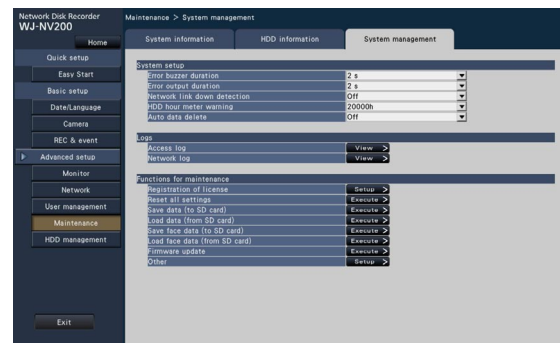 Network Disk Recorder
WJ-NV200
Home
Quick setup
Easy Start
Basic setup
Date/Language
Camera
REC & event
Advanced setup
Monitor
Network
User management
Maintenance
HDD management
Exit
Maintenance > System management
System information HDD information System management
System setup
Error buzzer duration 2 s
Error output duration 2 s
Network link down detection Off
HDD hour meter warning 20000h
Auto data delete Off
Logs
Access log View >
Network log View >
Functions for maintenance
Registration of license Setup >
Reset all settings Execute >
Save data (to SD card) Execute >
Load data (from SD card) Execute >
Save face data (to SD card) Execute >
Load face data (from SD card) Execute >
Firmware update Execute >
Other Setup >